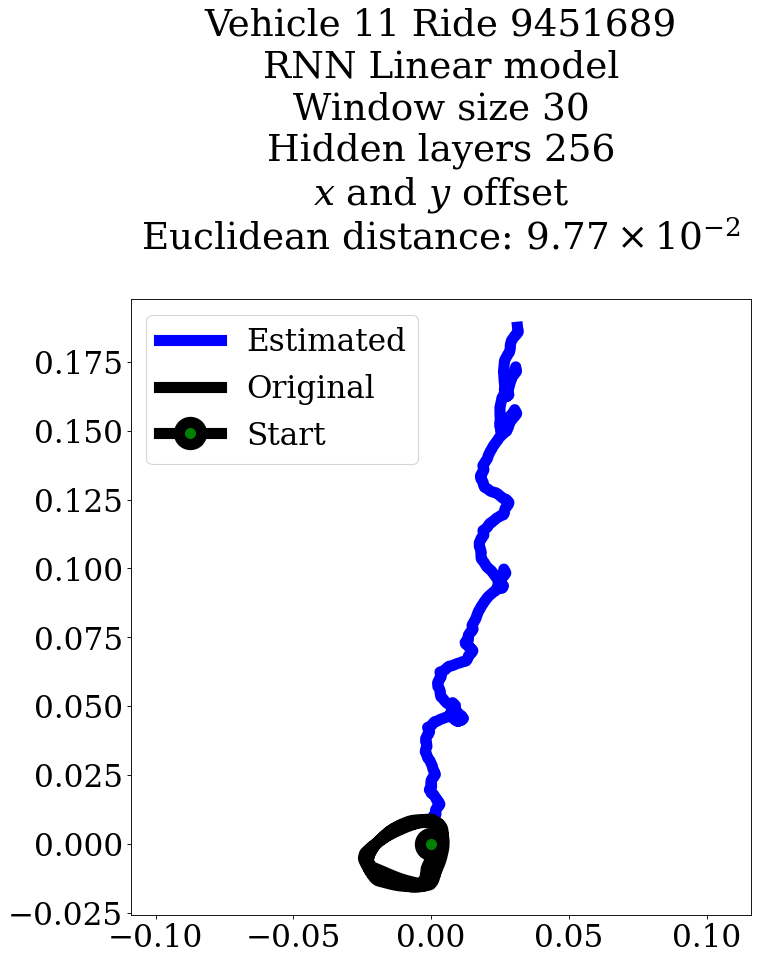 Vehicle 11 Ride 9451689
RNN Linear model
Window size 30
Hidden layers 256
x and y offset
Euclidean distance: 9.77 × 10⁻²
Estimated
Original
Start
0.175
0.150
0.125
0.100
0.075
0.050
0.025
0.000
−0.025
−0.10 −0.05 0.00 0.05 0.10